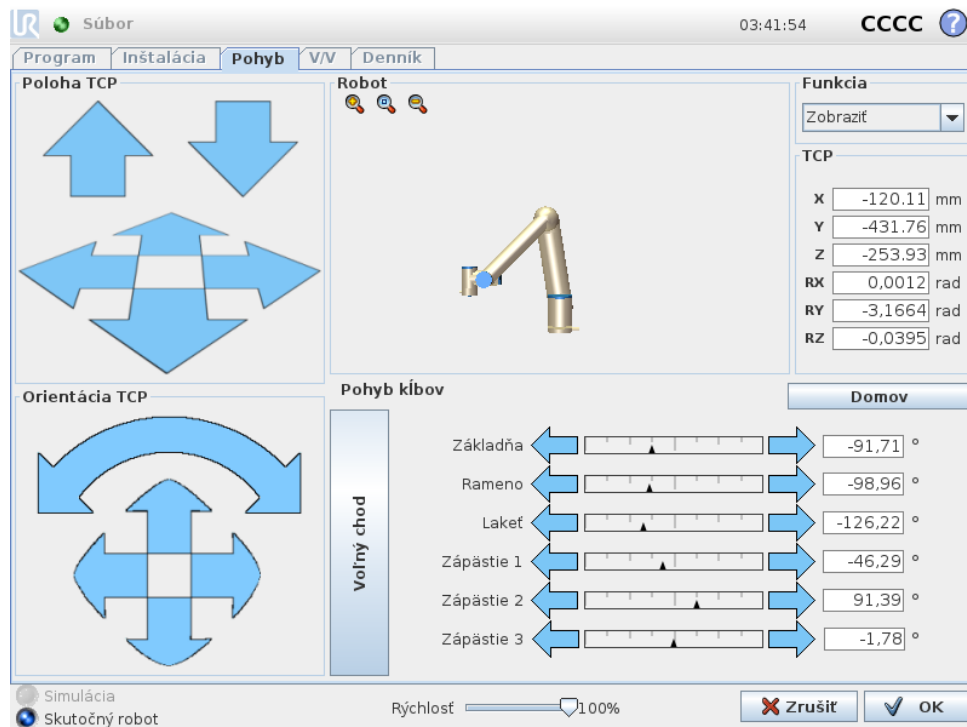 UR Súbor 03:41:54 CCCC ?
Program Inštalácia Pohyb V/V Denník
Poloha TCP
Robot
Funkcia
Zobraziť
TCP
X -120.11 mm
Y -431.76 mm
Z -253.93 mm
RX 0,0012 rad
RY -3,1664 rad
RZ -0,0395 rad
Orientácia TCP
Pohyb kĺbov
Domov
Voľný chod
Základňa -91,71 °
Rameno -98,96 °
Lakeť -126,22 °
Zápästie 1 -46,29 °
Zápästie 2 91,39 °
Zápästie 3 -1,78 °
Simulácia
Skutočný robot
Rýchlosť 100%
Zrušiť
OK